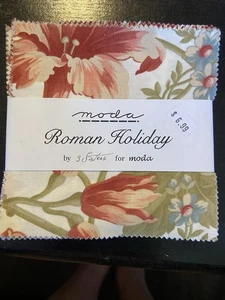 moda
$6.99
Roman Holiday
by 3 Sisters for moda